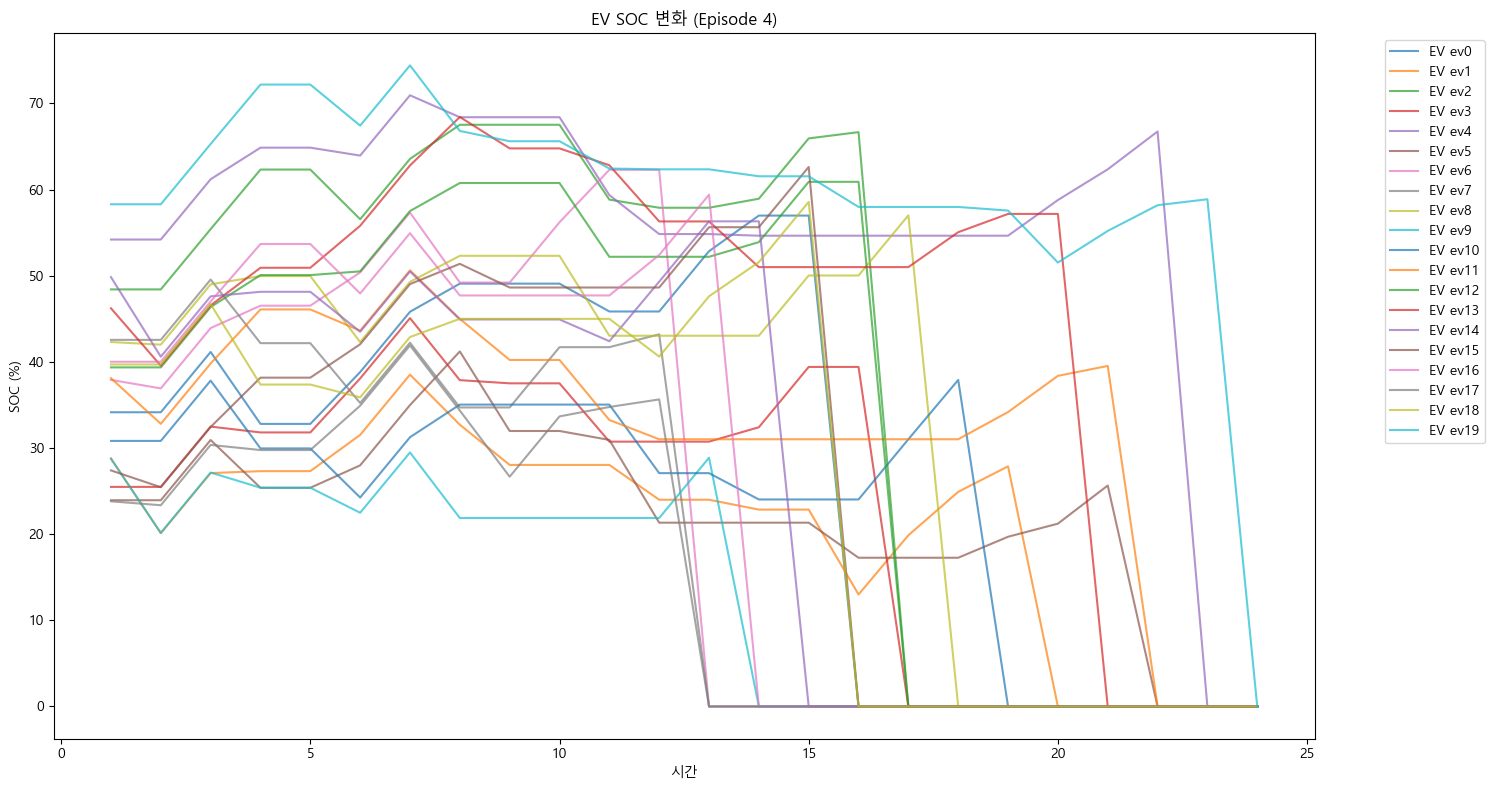 EV SOC 변화 (Episode 4)
SOC (%)
70
60
50
40
30
20
10
0
0
5
10
15
20
25
시간
EV ev0
EV ev1
EV ev2
EV ev3
EV ev4
EV ev5
EV ev6
EV ev7
EV ev8
EV ev9
EV ev10
EV ev11
EV ev12
EV ev13
EV ev14
EV ev15
EV ev16
EV ev17
EV ev18
EV ev19